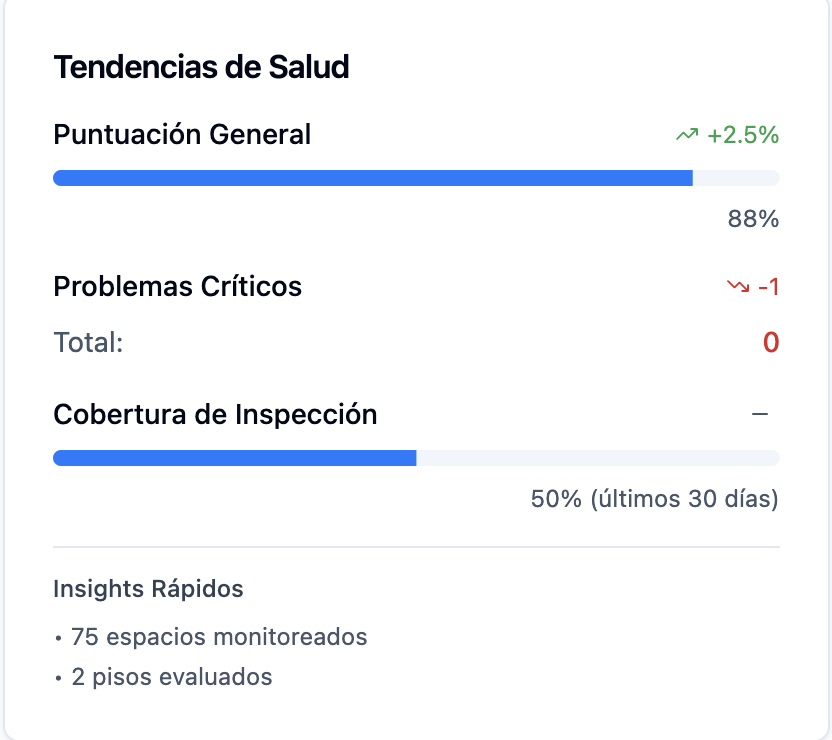 Tendencias de Salud
Puntuación General +2.5%
88%
Problemas Críticos -1
Total: 0
Cobertura de Inspección —
50% (últimos 30 días)
Insights Rápidos
• 75 espacios monitoreados
• 2 pisos evaluados